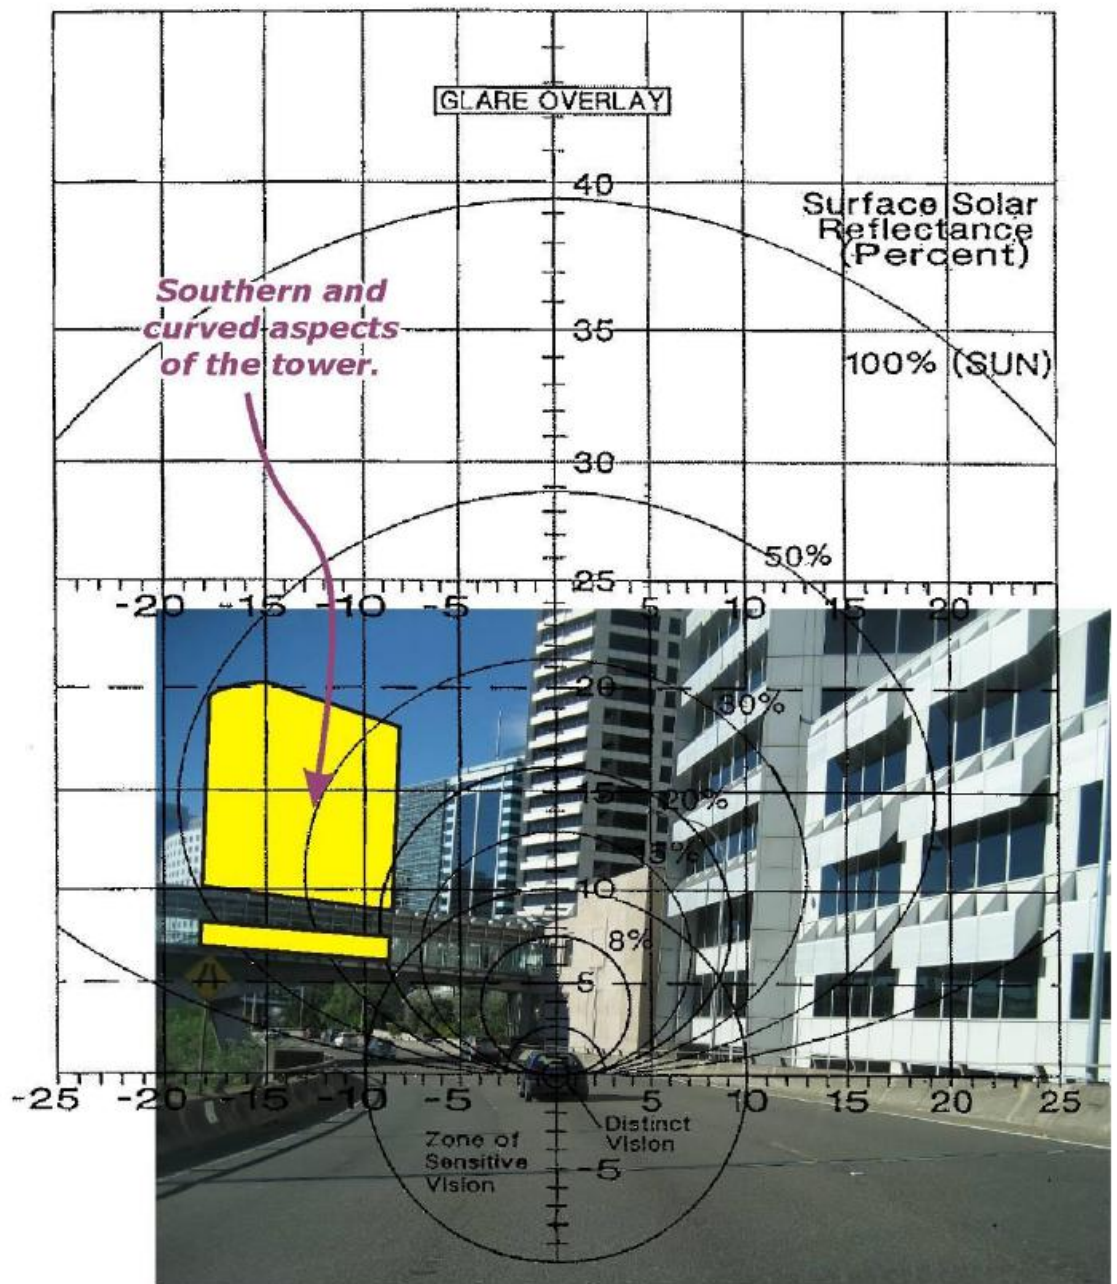 GLARE OVERLAY
40
Surface Solar
Reflectance
(Percent)
Southern and
curved aspects
of the tower.
35
100% (SUN)
30
50%
25
-20 -15 -10 -5 5 10 15 20
20
30%
15
20%
5%
10
8%
5
-25 -20 -15 -10 -5 5 10 15 20 25
Distinct
Vision
Zone of
Sensitive
Vision
-5